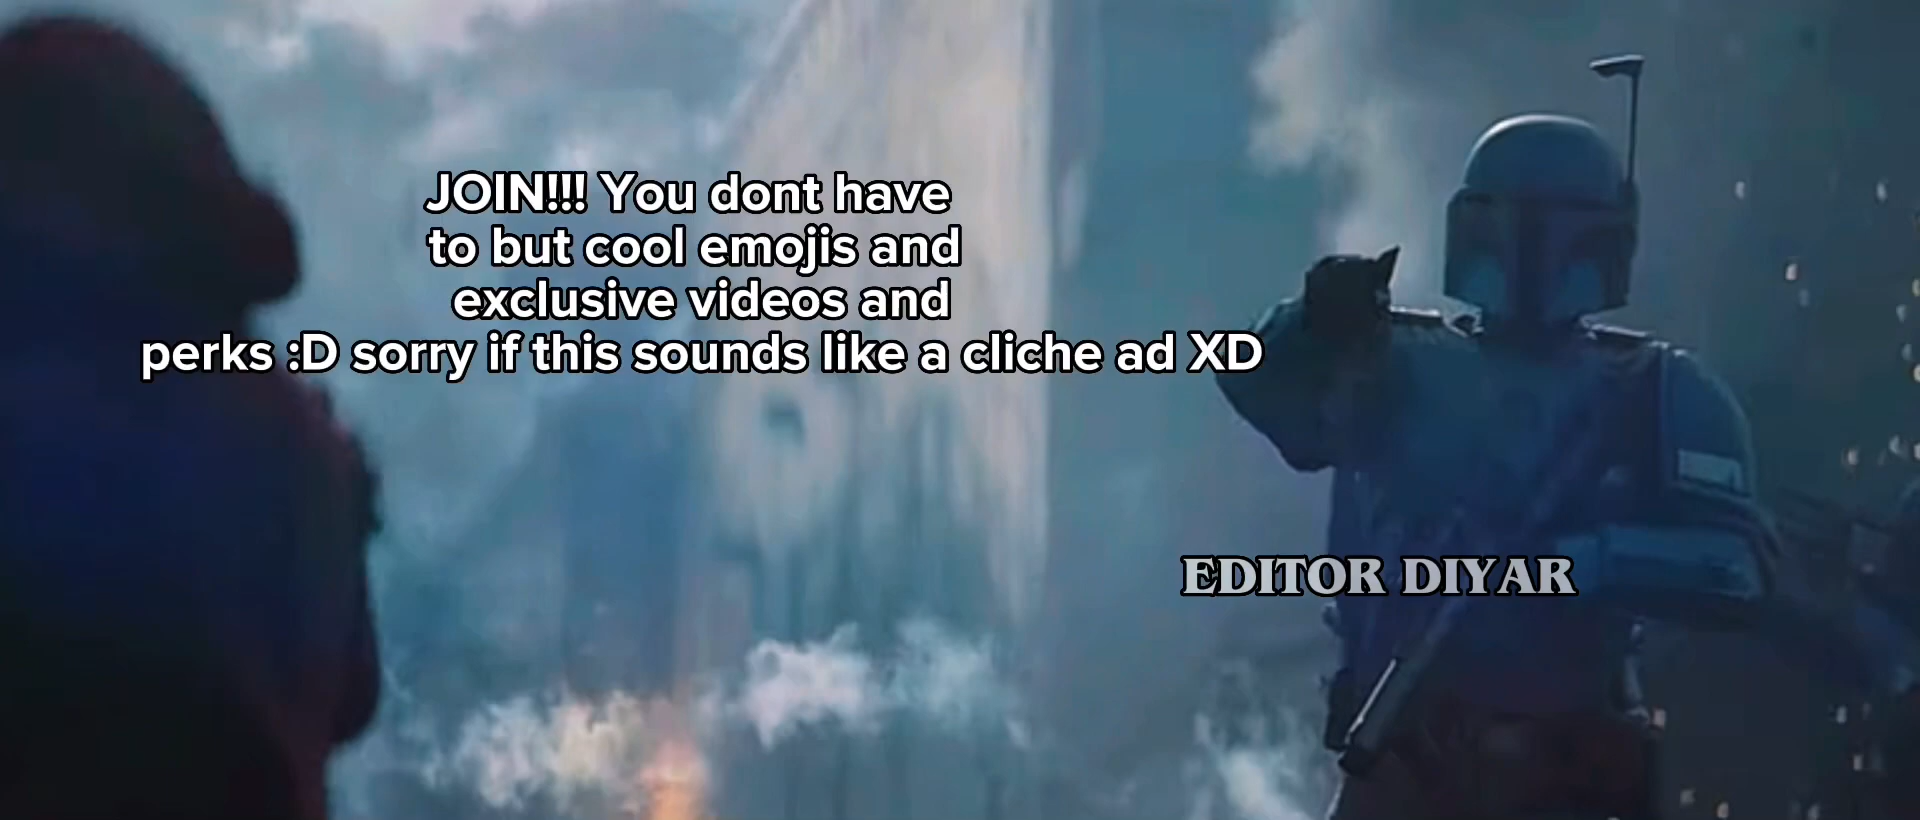 JOIN!!! You dont have
to but cool emojis and
exclusive videos and
perks :D sorry if this sounds like a cliche ad XD
EDITOR DIYAR